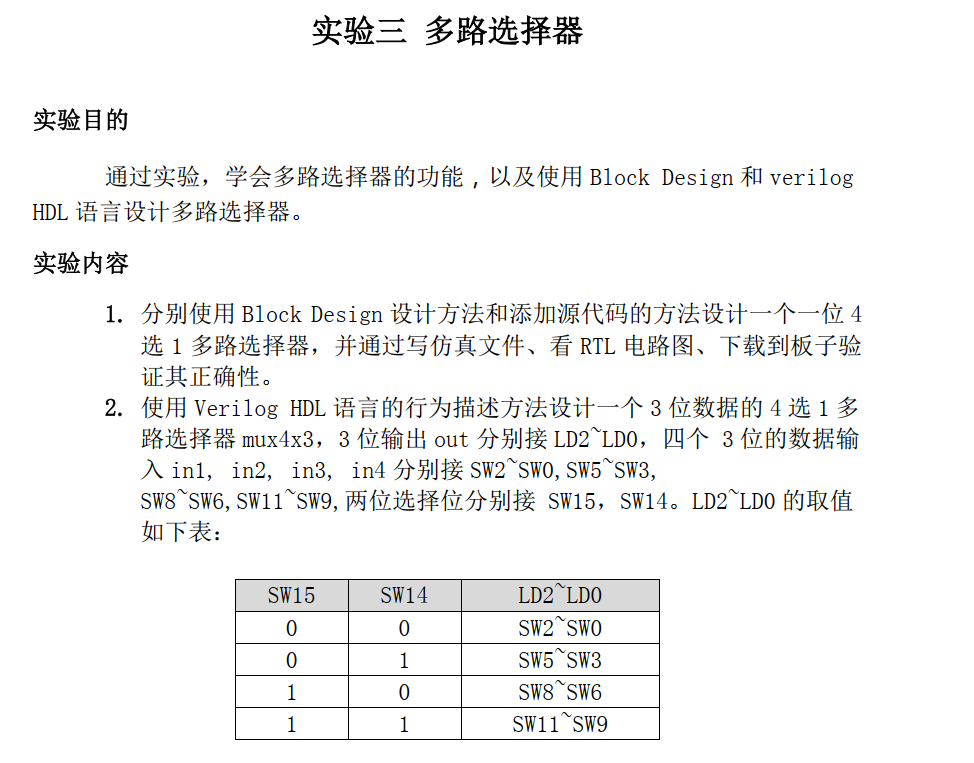 实验三 多路选择器
实验目的
通过实验，学会多路选择器的功能，以及使用 Block Design 和 verilog
HDL 语言设计多路选择器。
实验内容
1. 分别使用 Block Design 设计方法和添加源代码的方法设计一个一位 4
选 1 多路选择器，并通过写仿真文件、看 RTL 电路图、下载到板子验
证其正确性。
2. 使用 Verilog HDL 语言的行为描述方法设计一个 3 位数据的 4 选 1 多
路选择器 mux4x3，3 位输出 out 分别接 LD2~LD0，四个 3 位的数据输
入 in1, in2, in3, in4 分别接 SW2~SW0,SW5~SW3,
SW8~SW6,SW11~SW9,两位选择位分别接 SW15，SW14。LD2~LD0 的取值
如下表：
SW15 SW14 LD2~LD0
0 0 SW2~SW0
0 1 SW5~SW3
1 0 SW8~SW6
1 1 SW11~SW9